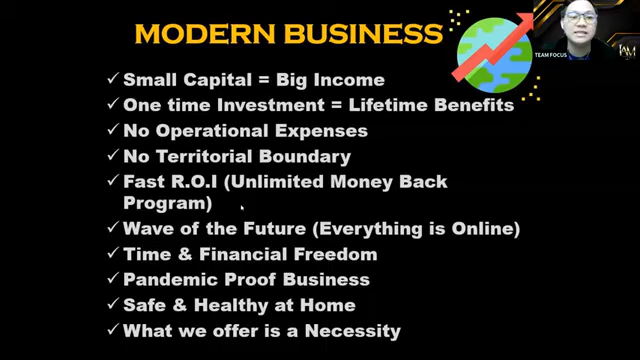 MODERN BUSINESS
✓ Small Capital = Big Income
✓ One time Investment = Lifetime Benefits
✓ No Operational Expenses
✓ No Territorial Boundary
✓ Fast R.O.I (Unlimited Money Back
Program)
✓ Wave of the Future (Everything is Online)
✓ Time & Financial Freedom
✓ Pandemic Proof Business
✓ Safe & Healthy at Home
✓ What we offer is a Necessity
TEAM FOCUS